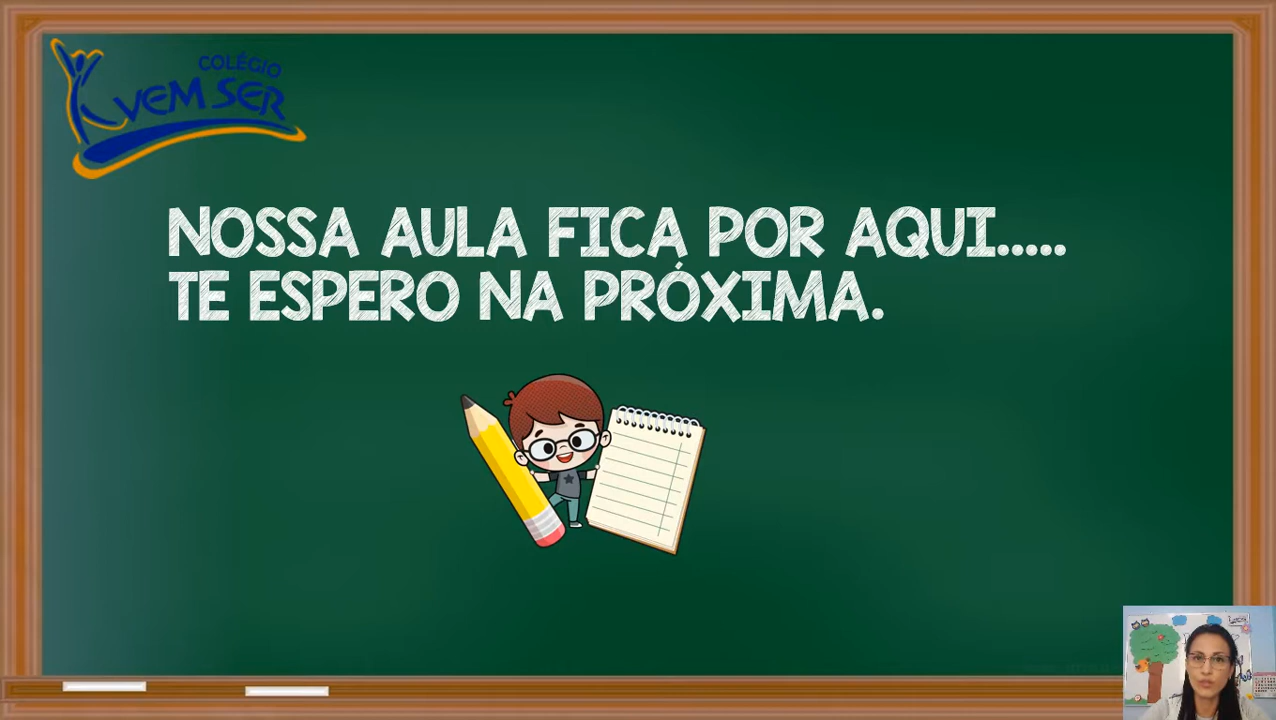 COLÉGIO
VEM SER
NOSSA AULA FICA POR AQUI.....
TE ESPERO NA PRÓXIMA.